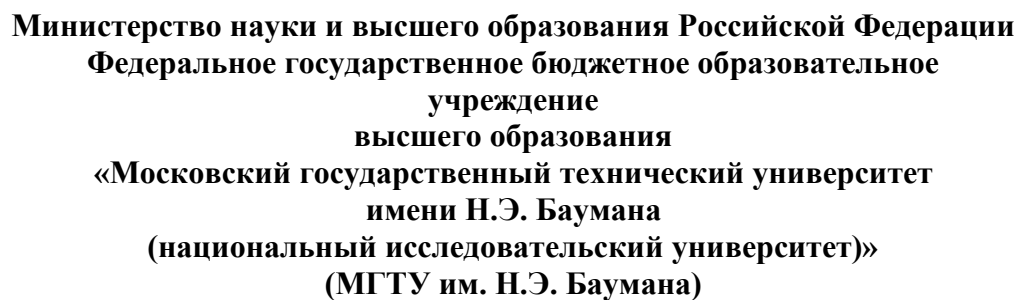 Министерство науки и высшего образования Российской Федерации
Федеральное государственное бюджетное образовательное
учреждение
высшего образования
«Московский государственный технический университет
имени Н.Э. Баумана
(национальный исследовательский университет)»
(МГТУ им. Н.Э. Баумана)